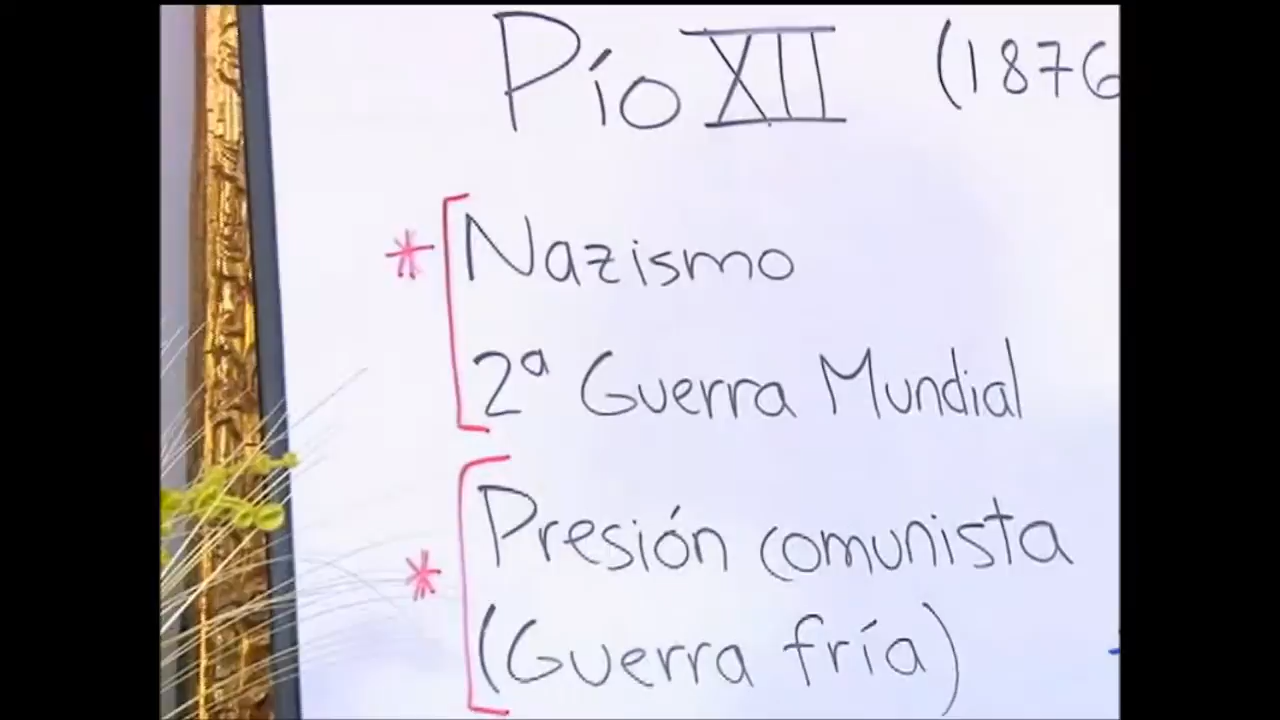 Pío XII (1876
* Nazismo
2ª Guerra Mundial
* Presión comunista
(Guerra fría)